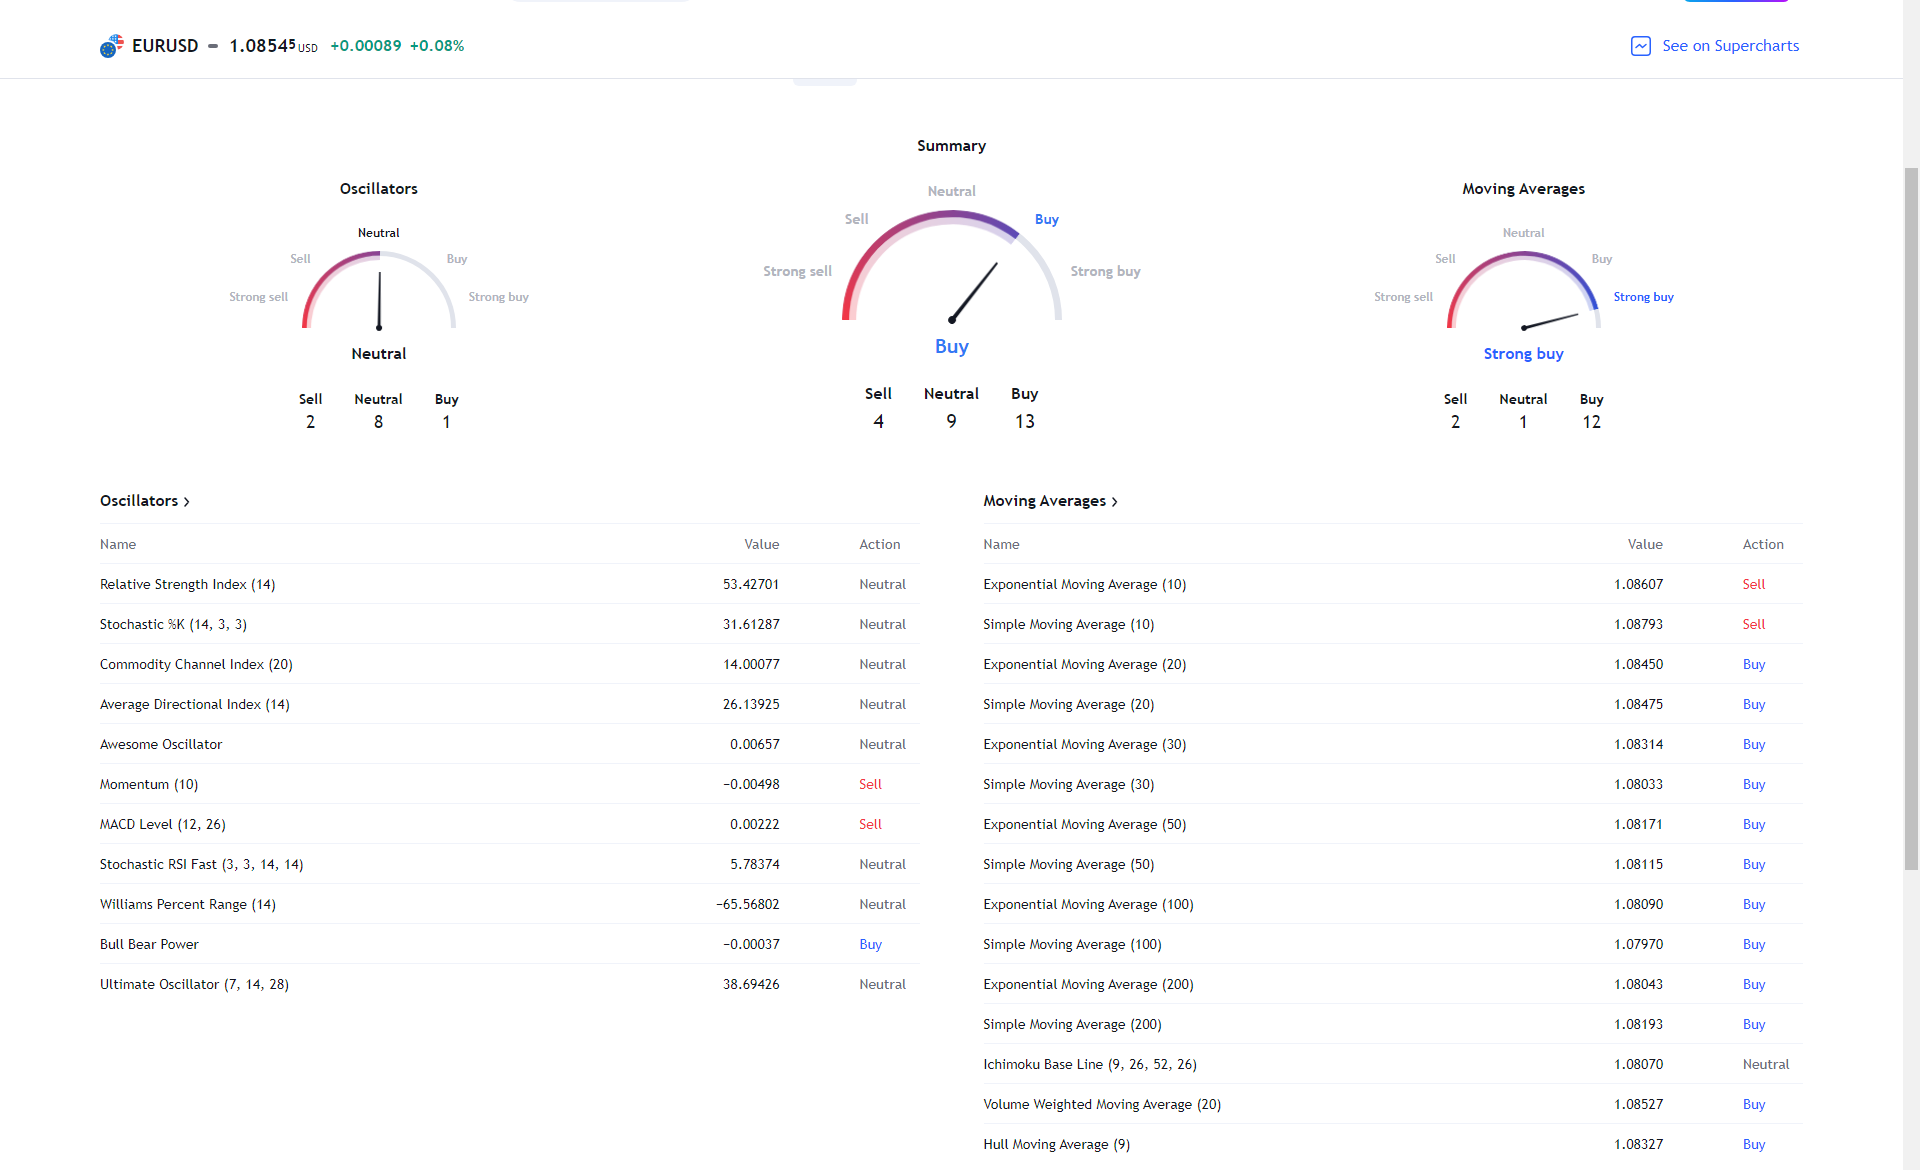 EURUSD 1.08545 USD +0.00089 +0.08%
See on Supercharts
Summary
Neutral
Sell
Buy
Strong sell
Strong buy
Buy
Sell Neutral Buy
4 9 13
Oscillators
Neutral
Sell
Buy
Strong sell
Strong buy
Neutral
Sell Neutral Buy
2 8 1
Moving Averages
Neutral
Sell
Buy
Strong sell
Strong buy
Strong buy
Sell Neutral Buy
2 1 12
Oscillators
Name Value Action
Relative Strength Index (14) 53.42701 Neutral
Stochastic %K (14, 3, 3) 31.61287 Neutral
Commodity Channel Index (20) 14.00077 Neutral
Average Directional Index (14) 26.13925 Neutral
Awesome Oscillator 0.00657 Neutral
Momentum (10) −0.00498 Sell
MACD Level (12, 26) 0.00222 Sell
Stochastic RSI Fast (3, 3, 14, 14) 5.78374 Neutral
Williams Percent Range (14) −65.56802 Neutral
Bull Bear Power −0.00037 Buy
Ultimate Oscillator (7, 14, 28) 38.69426 Neutral
Moving Averages
Name Value Action
Exponential Moving Average (10) 1.08607 Sell
Simple Moving Average (10) 1.08793 Sell
Exponential Moving Average (20) 1.08450 Buy
Simple Moving Average (20) 1.08475 Buy
Exponential Moving Average (30) 1.08314 Buy
Simple Moving Average (30) 1.08033 Buy
Exponential Moving Average (50) 1.08171 Buy
Simple Moving Average (50) 1.08115 Buy
Exponential Moving Average (100) 1.08090 Buy
Simple Moving Average (100) 1.07970 Buy
Exponential Moving Average (200) 1.08043 Buy
Simple Moving Average (200) 1.08193 Buy
Ichimoku Base Line (9, 26, 52, 26) 1.08070 Neutral
Volume Weighted Moving Average (20) 1.08527 Buy
Hull Moving Average (9) 1.08327 Buy